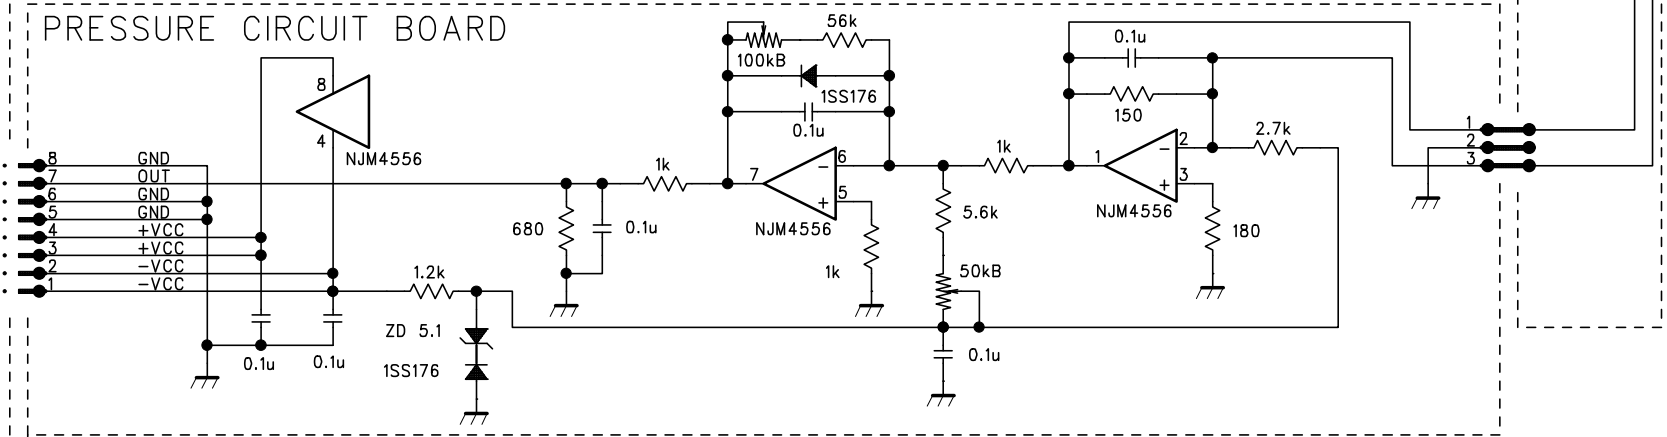 PRESSURE CIRCUIT BOARD
56k
100kB
1SS176
0.1u
0.1u
150
8
4
NJM4556
8 GND
7 OUT
6 GND
5 GND
4 +VCC
3 +VCC
2 -VCC
1 -VCC
1k
7
6
5
-
+
NJM4556
1k
1
2
3
-
+
NJM4556
2.7k
1
2
3
680
0.1u
1k
5.6k
50kB
180
1.2k
ZD 5.1
1SS176
0.1u
0.1u
0.1u